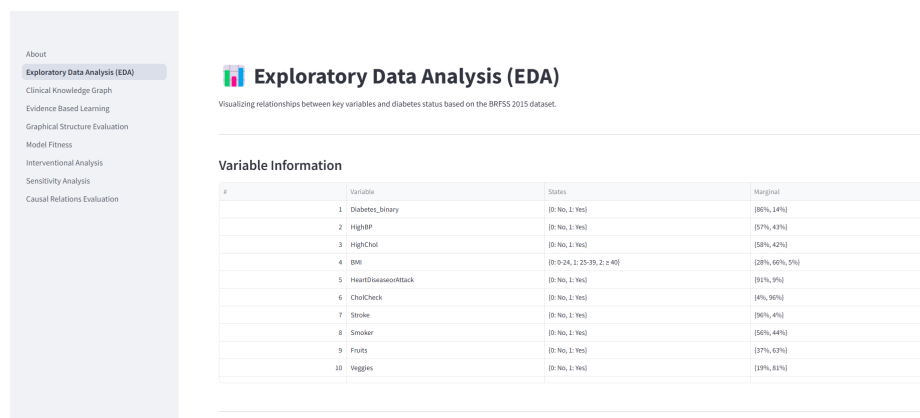 About
Exploratory Data Analysis (EDA)
Clinical Knowledge Graph
Evidence Based Learning
Graphical Structure Evaluation
Model Fitness
Interventional Analysis
Sensitivity Analysis
Causal Relations Evaluation
Exploratory Data Analysis (EDA)
Visualizing relationships between key variables and diabetes status based on the BRFSS 2015 dataset.
Variable Information
# Variable States Marginal
1 Diabetes_binary {0: No, 1: Yes} {86%, 14%}
2 HighBP {0: No, 1: Yes} {57%, 43%}
3 HighChol {0: No, 1: Yes} {58%, 42%}
4 BMI {0: 0-24, 1: 25-39, 2: ≥ 40} {28%, 66%, 5%}
5 HeartDiseaseorAttack {0: No, 1: Yes} {91%, 9%}
6 CholCheck {0: No, 1: Yes} {4%, 96%}
7 Stroke {0: No, 1: Yes} {96%, 4%}
8 Smoker {0: No, 1: Yes} {56%, 44%}
9 Fruits {0: No, 1: Yes} {37%, 63%}
10 Veggies {0: No, 1: Yes} {19%, 81%}